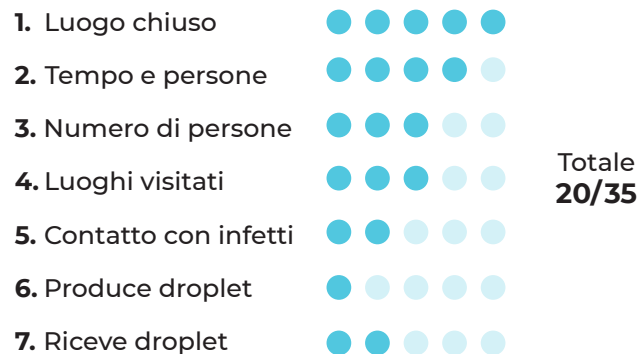 1. Luogo chiuso
2. Tempo e persone
3. Numero di persone
4. Luoghi visitati
5. Contatto con infetti
6. Produce droplet
7. Riceve droplet
Totale
20/35